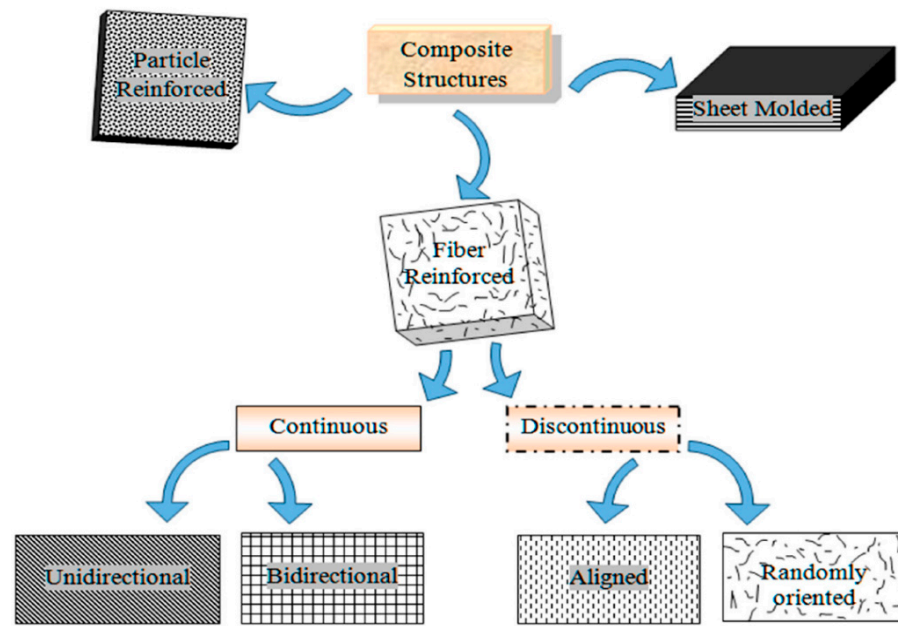 Particle
Reinforced
Composite
Structures
Sheet Molded
Fiber
Reinforced
Continuous
Discontinuous
Unidirectional
Bidirectional
Aligned
Randomly
oriented